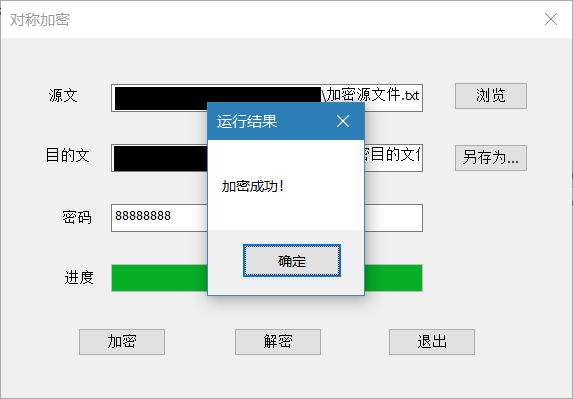 对称加密
源文
\加密源文件.txt
浏览
目的文
密目的文件
另存为...
密码
88888888
进度
加密
解密
退出
运行结果
加密成功！
确定